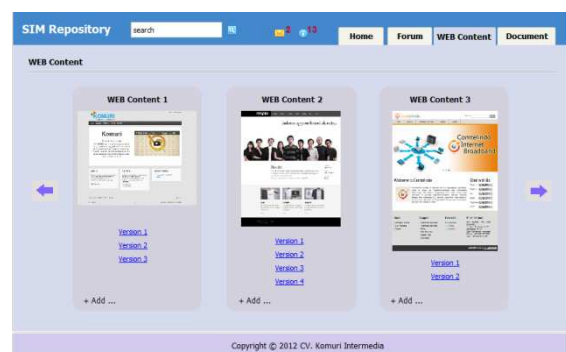 SIM Repository
search
2
13
Home
Forum
WEB Content
Document
WEB Content
WEB Content 1
WEB Content 2
WEB Content 3
Komuri
Comtelindo
Internet
Broadband
Version 1
Version 2
Version 3
Version 1
Version 2
Version 3
Version 4
Version 1
Version 2
+ Add ...
+ Add ...
+ Add ...
Copyright © 2012 CV. Komuri Intermedia